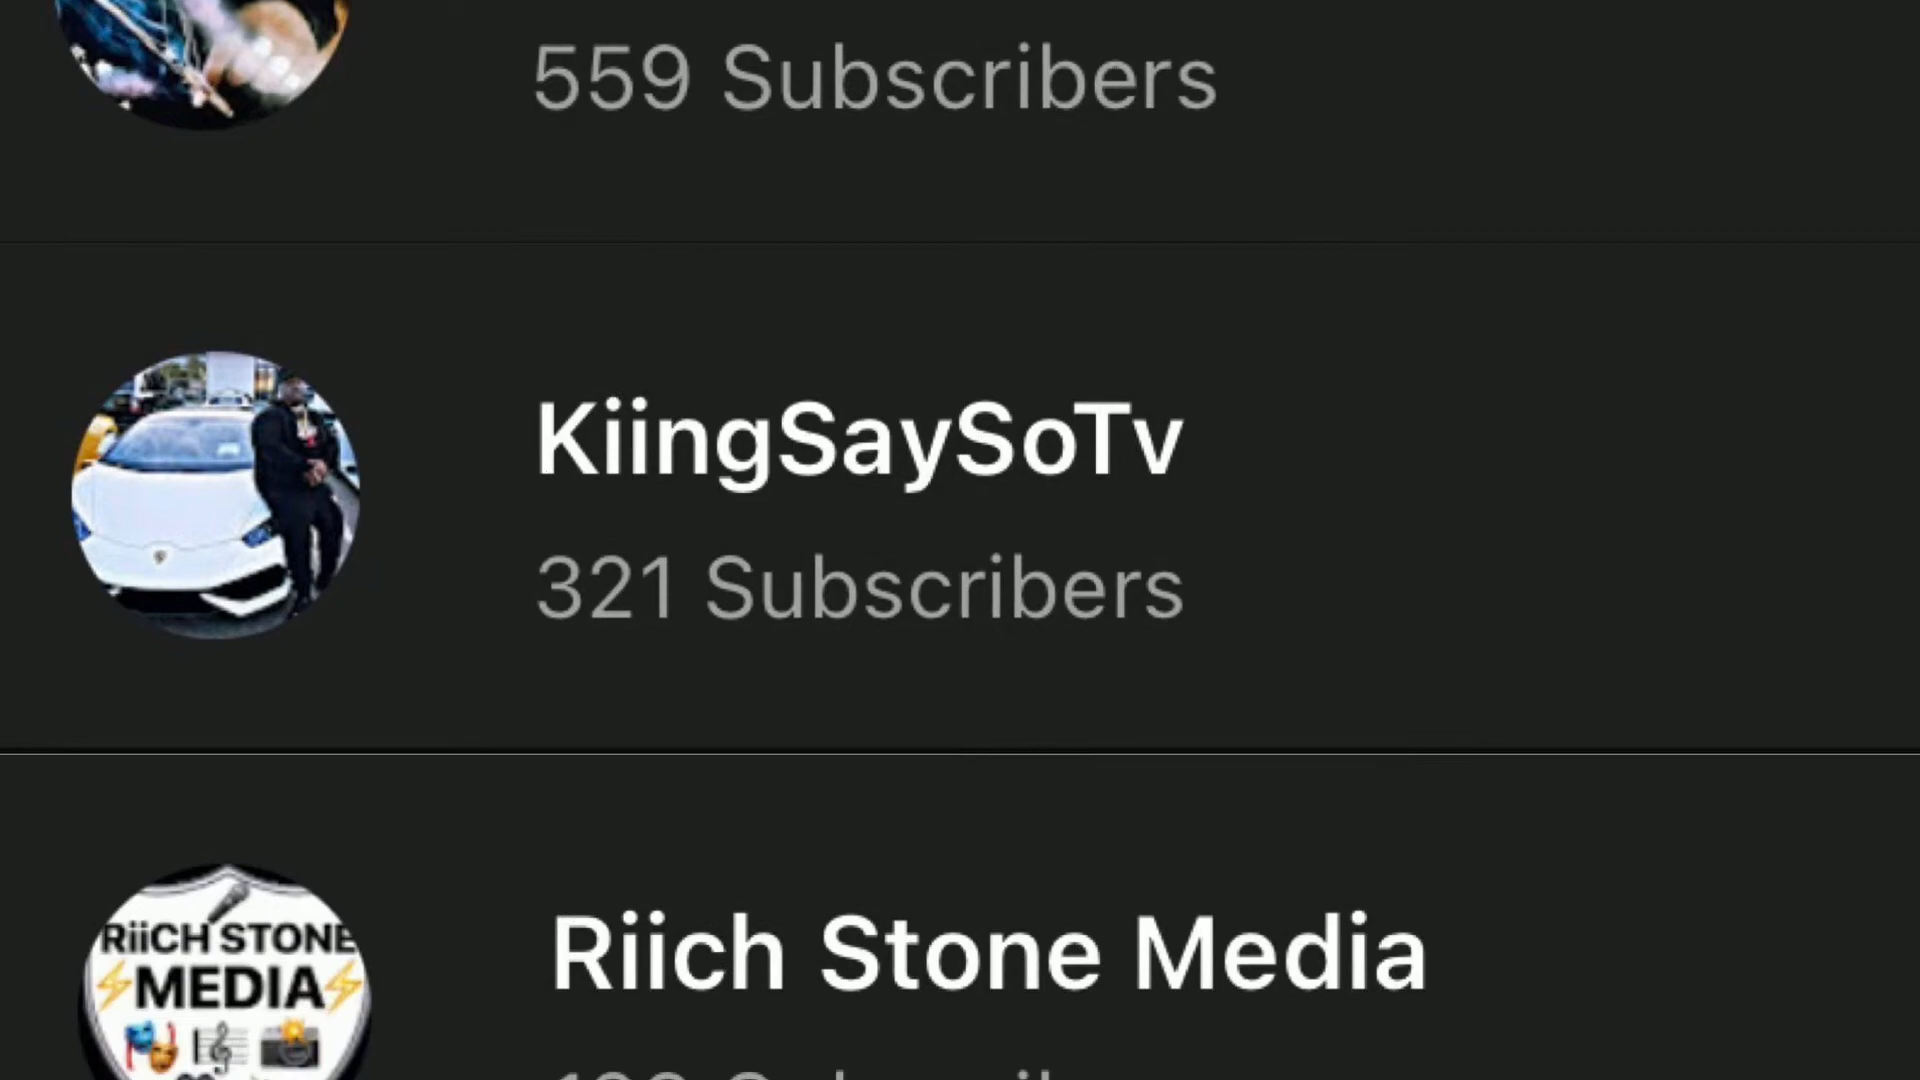 559 Subscribers
KiingSaySoTv
321 Subscribers
Riich Stone Media
RiiCH STONE
MEDIA